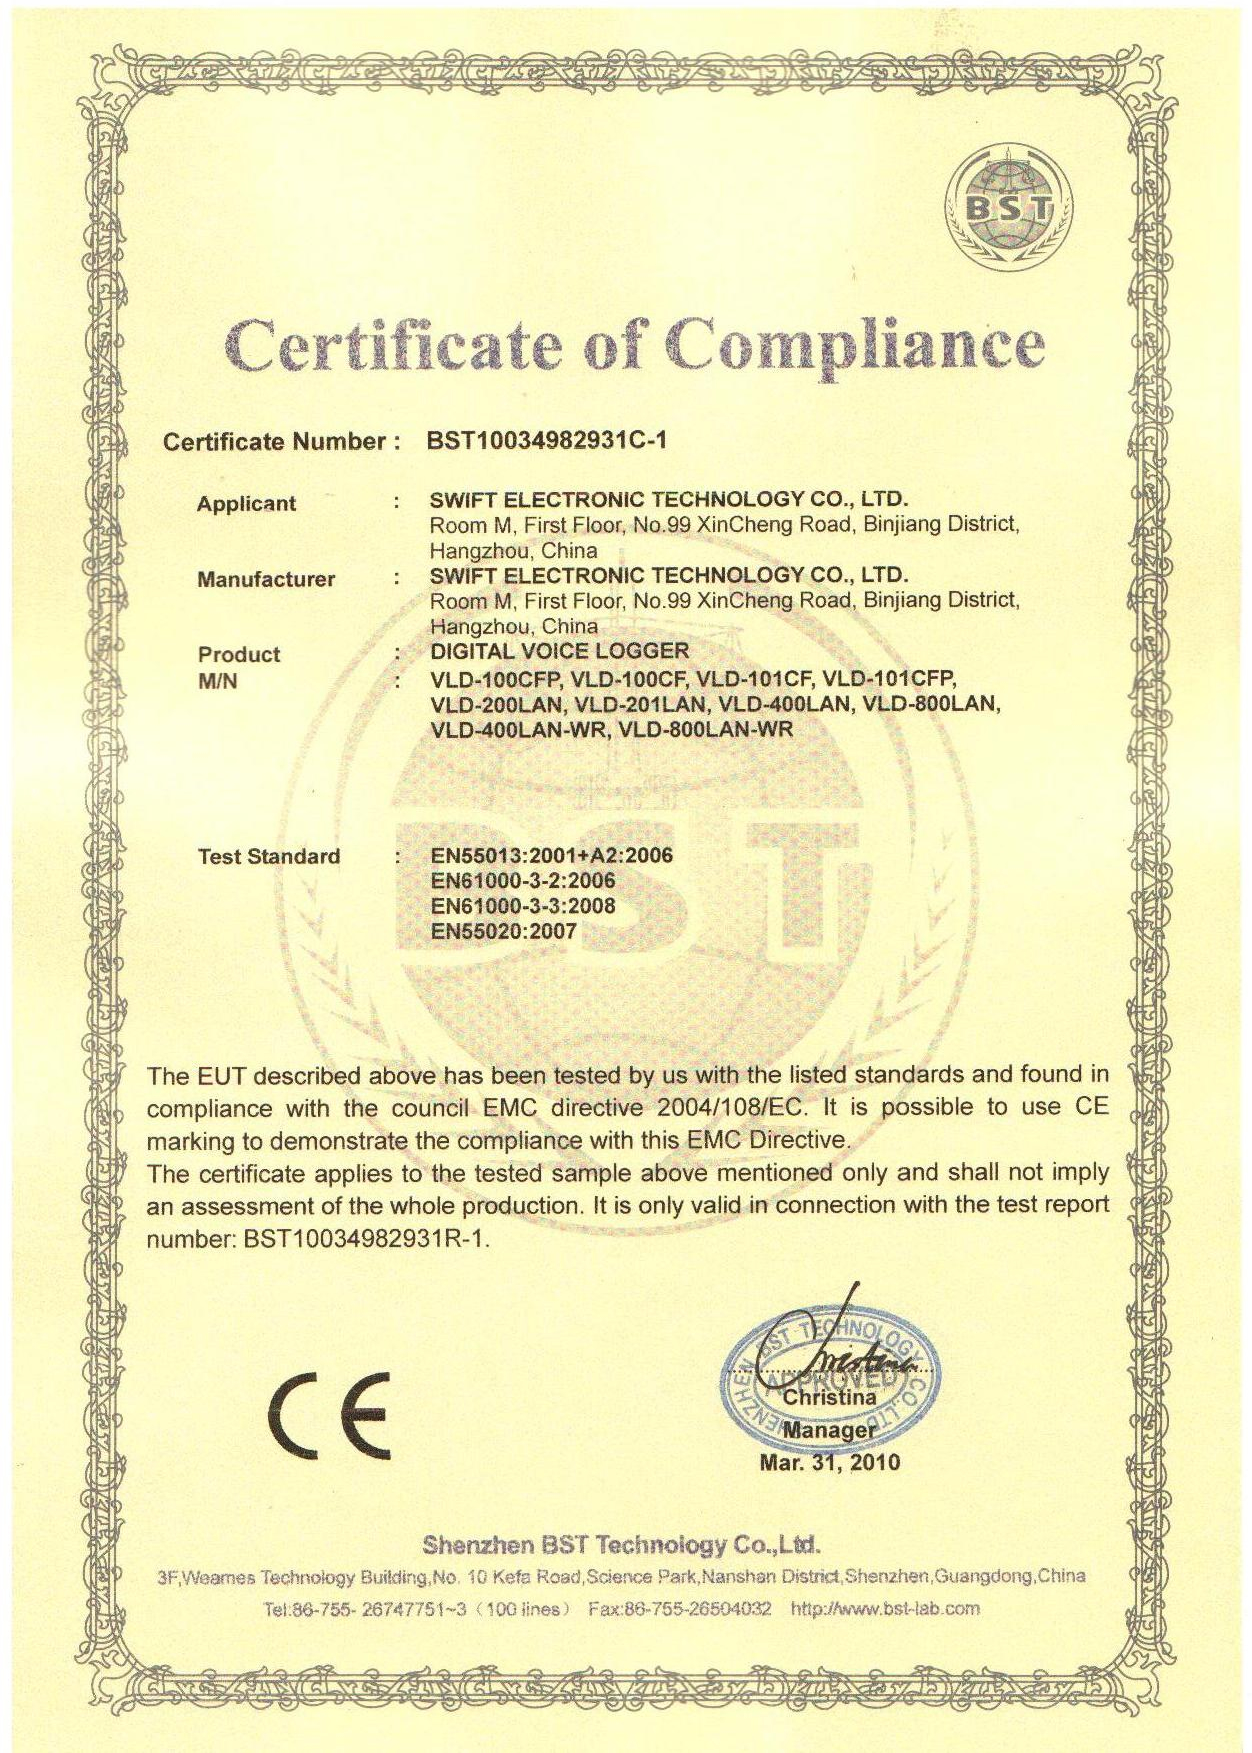 BST
Certificate of Compliance
Certificate Number : BST10034982931C-1
Applicant : SWIFT ELECTRONIC TECHNOLOGY CO., LTD.
Room M, First Floor, No.99 XinCheng Road, Binjiang District,
Hangzhou, China
Manufacturer : SWIFT ELECTRONIC TECHNOLOGY CO., LTD.
Room M, First Floor, No.99 XinCheng Road, Binjiang District,
Hangzhou, China
Product : DIGITAL VOICE LOGGER
M/N : VLD-100CFP, VLD-100CF, VLD-101CF, VLD-101CFP,
VLD-200LAN, VLD-201LAN, VLD-400LAN, VLD-800LAN,
VLD-400LAN-WR, VLD-800LAN-WR
BST
Test Standard : EN55013:2001+A2:2006
EN61000-3-2:2006
EN61000-3-3:2008
EN55020:2007
The EUT described above has been tested by us with the listed standards and found in
compliance with the council EMC directive 2004/108/EC. It is possible to use CE
marking to demonstrate the compliance with this EMC Directive.
The certificate applies to the tested sample above mentioned only and shall not imply
an assessment of the whole production. It is only valid in connection with the test report
number: BST10034982931R-1.
CE
SHENZHEN BST TECHNOLOGY CO.,LTD. SHENZHEN
Christina
APPROVED
Christina
Manager
Mar. 31, 2010
Shenzhen BST Technology Co.,Ltd.
3F,Weames Technology Building,No. 10 Kefa Road,Science Park,Nanshan District,Shenzhen,Guangdong,China
Tel:86-755- 26747751~3（100 lines） Fax:86-755-26504032 http://www.bst-lab.com